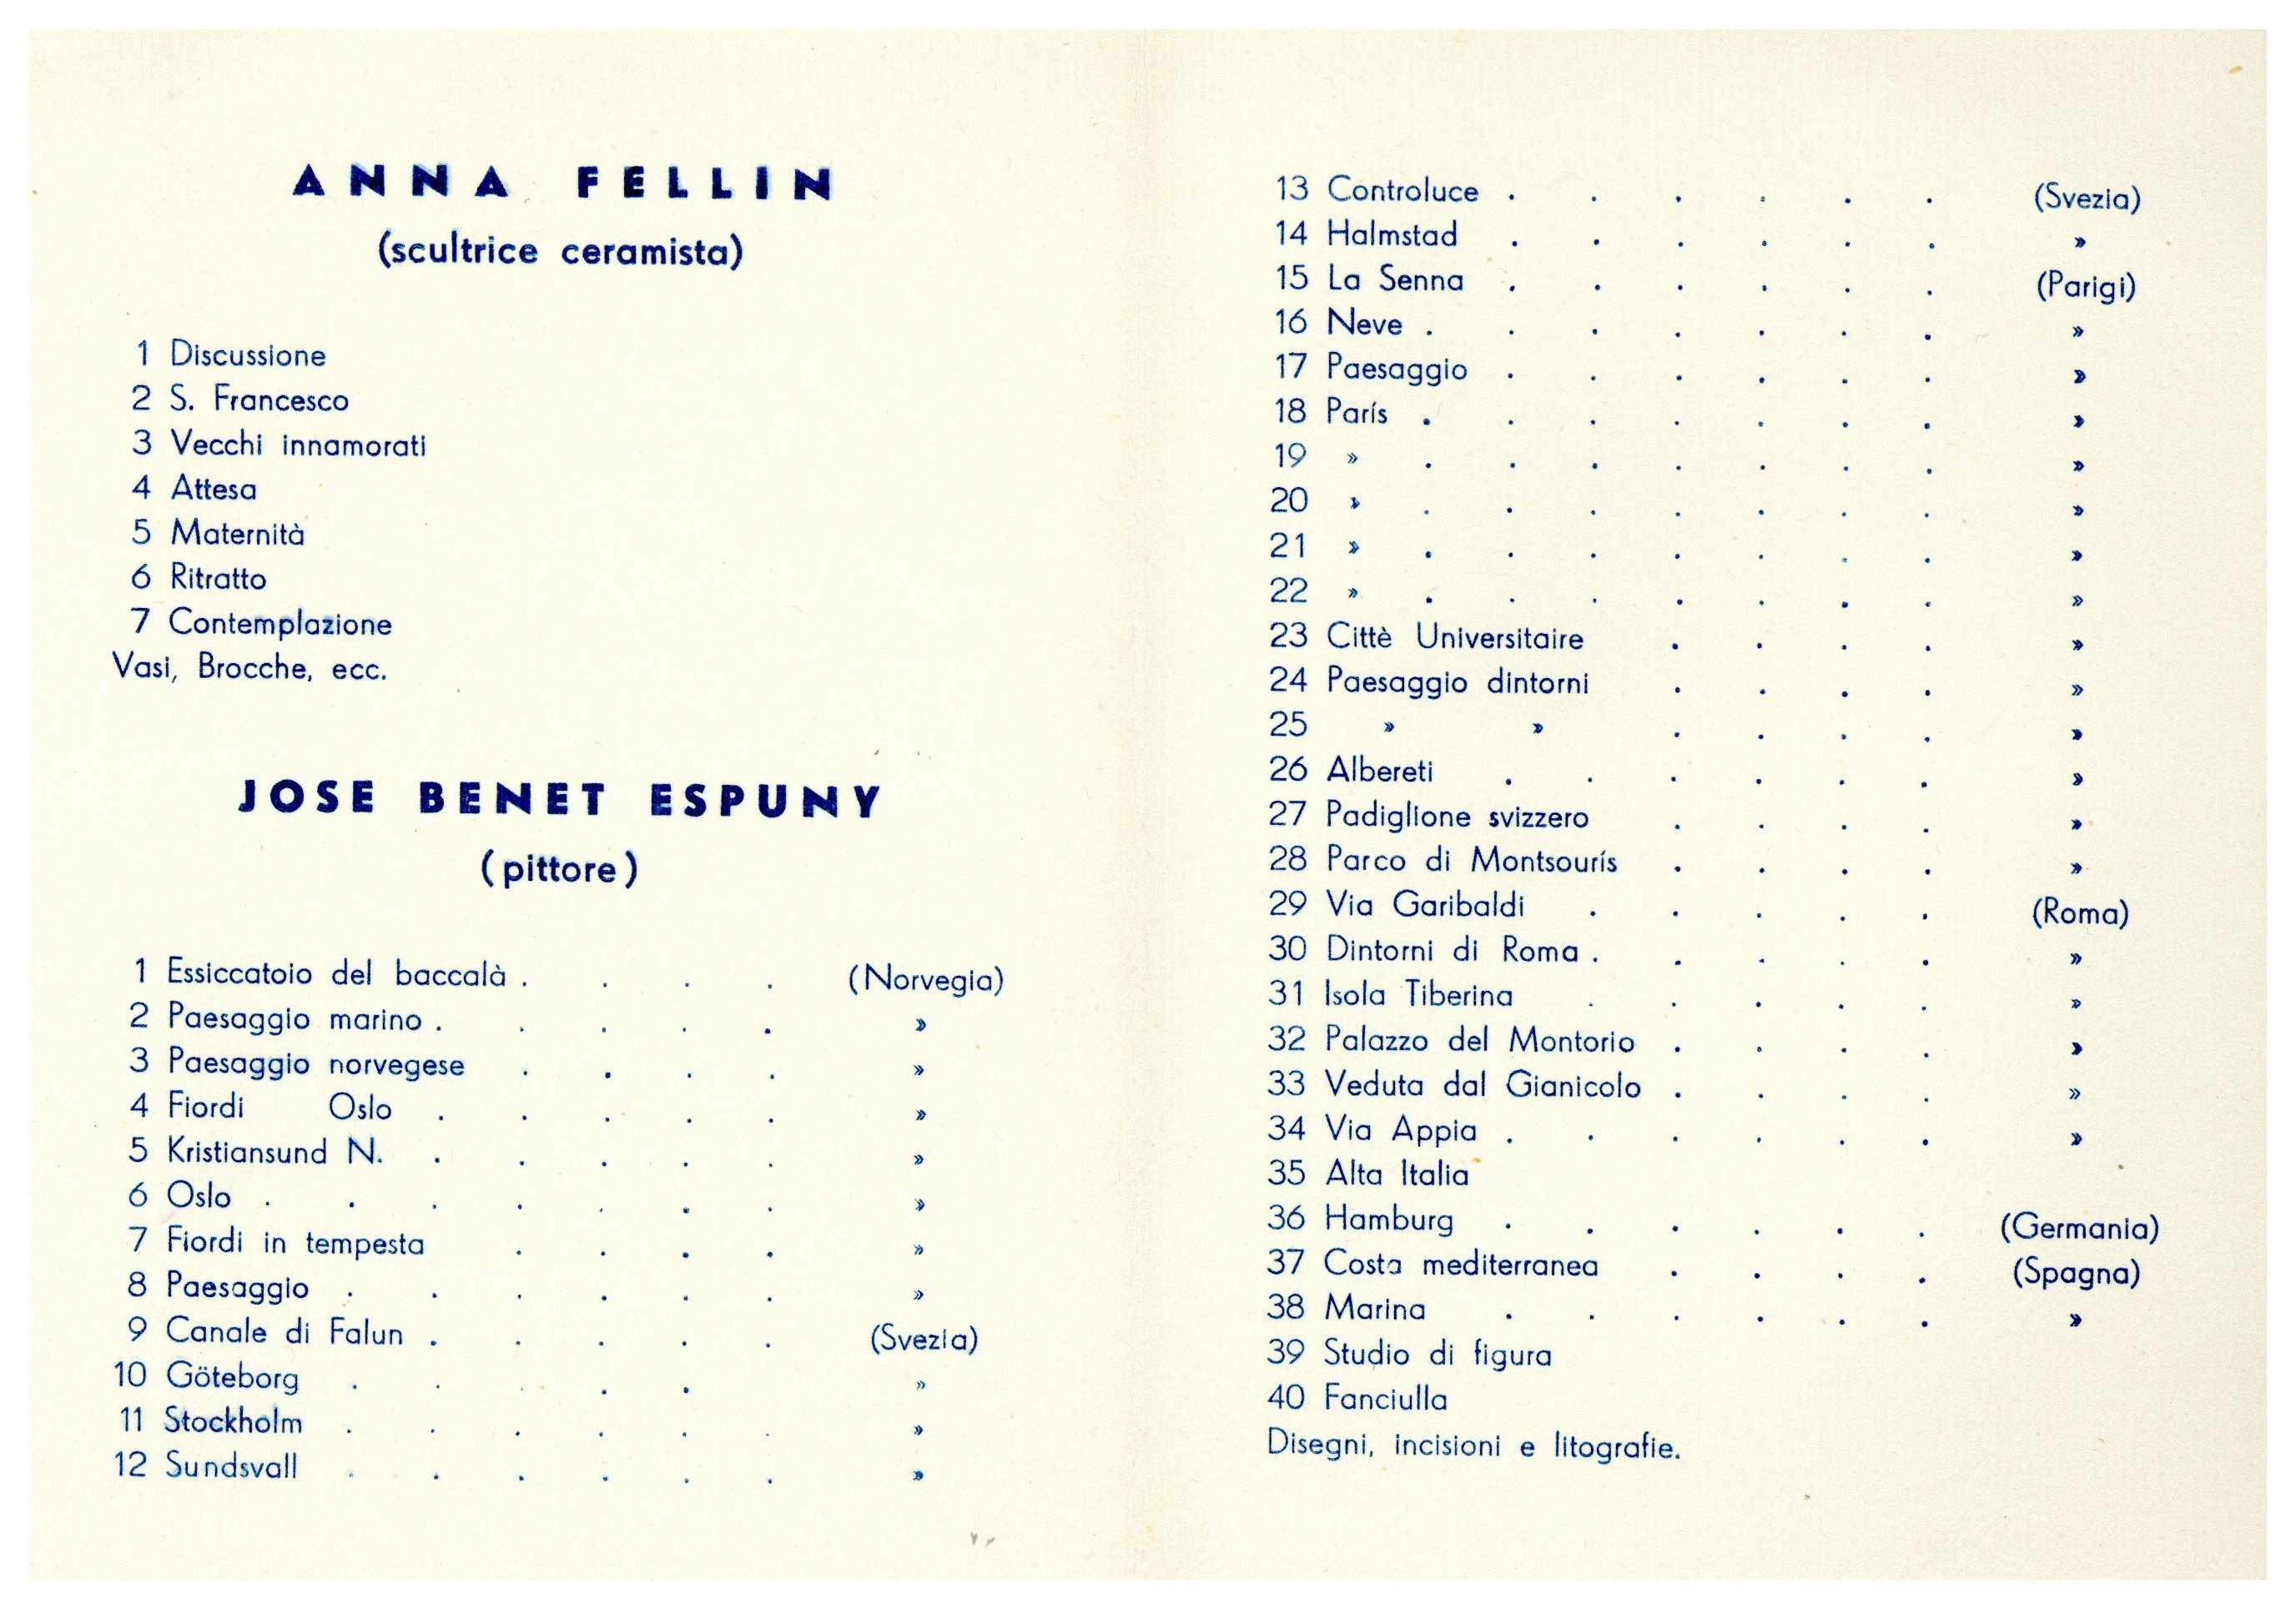 ANNA FELLIN
(scultrice ceramista)
1 Discussione
2 S. Francesco
3 Vecchi innamorati
4 Attesa
5 Maternità
6 Ritratto
7 Contemplazione
Vasi, Brocche, ecc.
JOSE BENET ESPUNY
(pittore)
1 Essiccatoio del baccalà . . . . (Norvegia)
2 Paesaggio marino . . . . . »
3 Paesaggio norvegese . . . . »
4 Fiordi Oslo . . . . . »
5 Kristiansund N. . . . . . »
6 Oslo . . . . . . . »
7 Fiordi in tempesta . . . . »
8 Paesaggio . . . . . . »
9 Canale di Falun . . . . . (Svezia)
10 Göteborg . . . . . »
11 Stockholm . . . . . . »
12 Sundsvall . . . . . . »
13 Controluce . . . . . . (Svezia)
14 Halmstad . . . . . . »
15 La Senna . . . . . . (Parigi)
16 Neve . . . . . . . »
17 Paesaggio . . . . . . »
18 París . . . . . . . »
19 » . . . . . . . »
20 » . . . . . . . »
21 » . . . . . . . »
22 » . . . . . . . »
23 Cittè Universitaire . . . . »
24 Paesaggio dintorni . . . . »
25 » » . . . . »
26 Albereti . . . . . . »
27 Padiglione svizzero . . . . »
28 Parco di Montsourís . . . . »
29 Via Garibaldi . . . . . (Roma)
30 Dintorni di Roma . . . . . »
31 Isola Tiberina . . . . . »
32 Palazzo del Montorio . . . . »
33 Veduta dal Gianicolo . . . . »
34 Via Appia . . . . . . »
35 Alta Italia
36 Hamburg . . . . . . (Germania)
37 Costa mediterranea . . . . (Spagna)
38 Marina . . . . . . »
39 Studio di figura
40 Fanciulla
Disegni, incisioni e litografie.